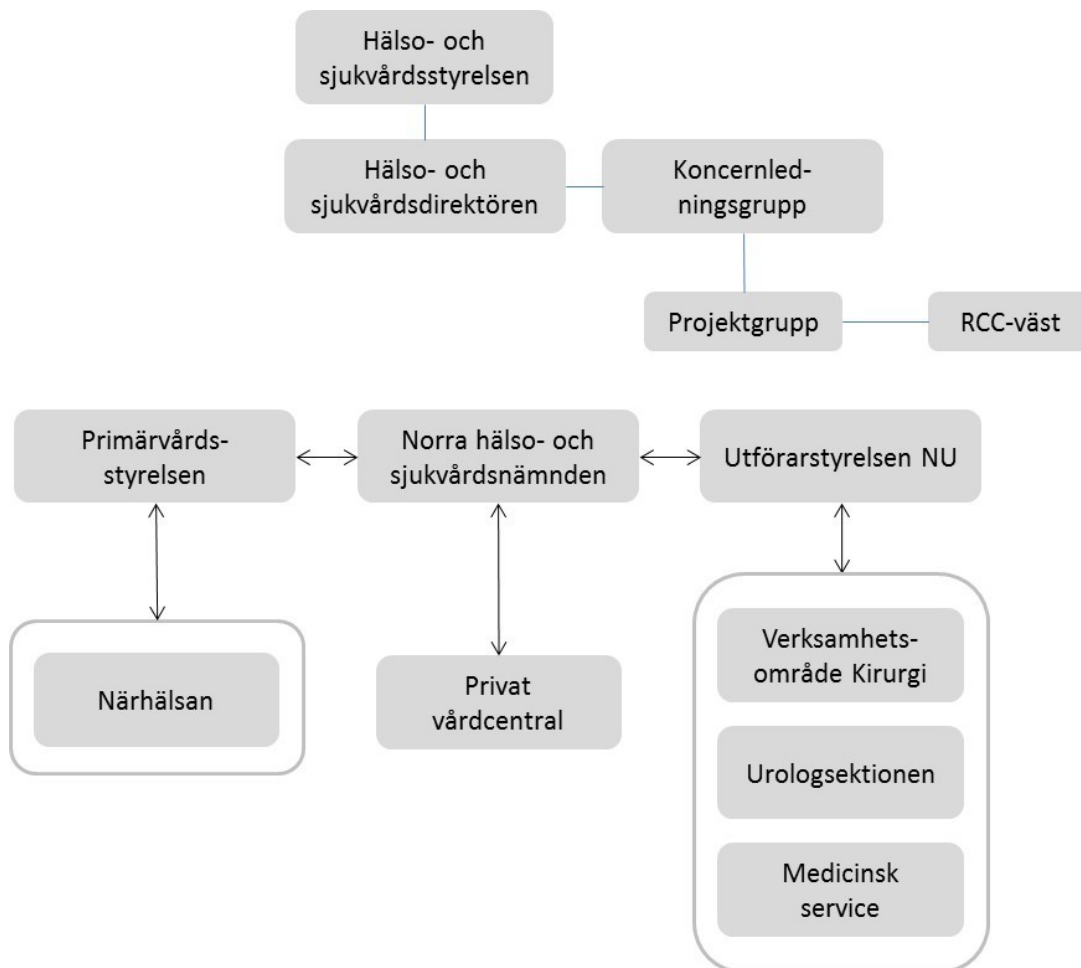 Hälso- och
sjukvårdsstyrelsen
Hälso- och
sjukvårdsdirektören
Koncernled-
ningsgrupp
Projektgrupp
RCC-väst
Primärvårds-
styrelsen
Norra hälso- och
sjukvårdsnämnden
Utförarstyrelsen NU
Närhälsan
Privat
vårdcentral
Verksamhets-
område Kirurgi
Urologsektionen
Medicinsk
service